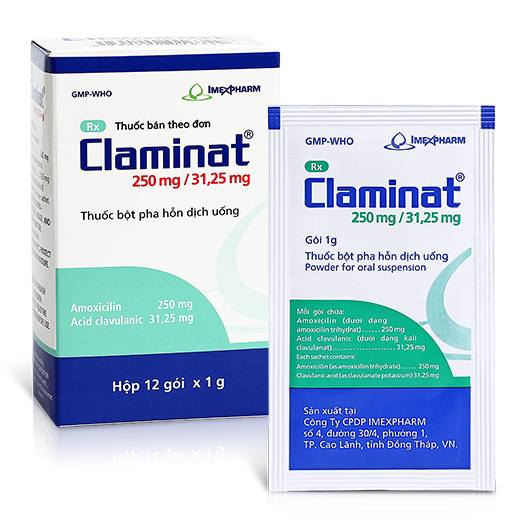 GMP-WHO
IMEXPHARM
Rx Thuốc bán theo đơn
Claminat®
250 mg / 31,25 mg
Thuốc bột pha hỗn dịch uống
Amoxicilin 250 mg
Acid clavulanic 31,25 mg
Hộp 12 gói x 1 g
GMP-WHO
IMEXPHARM
Rx
Claminat®
250 mg / 31,25 mg
Gói 1g
Thuốc bột pha hỗn dịch uống
Powder for oral suspension
Mỗi gói chứa:
Amoxicilin (dưới dạng
amoxicilin trihydrat)......250 mg
Acid clavulanic (dưới dạng kali
clavulanat)..................31,25 mg
Each sachet contains:
Amoxicillin (as amoxicillin trihydrate)..... 250 mg
Clavulanic acid (as clavulanate potassium) 31.25 mg
Sản xuất tại
Công Ty CPDP IMEXPHARM
số 4, đường 30/4, phường 1,
TP. Cao Lãnh, tỉnh Đồng Tháp, VN.